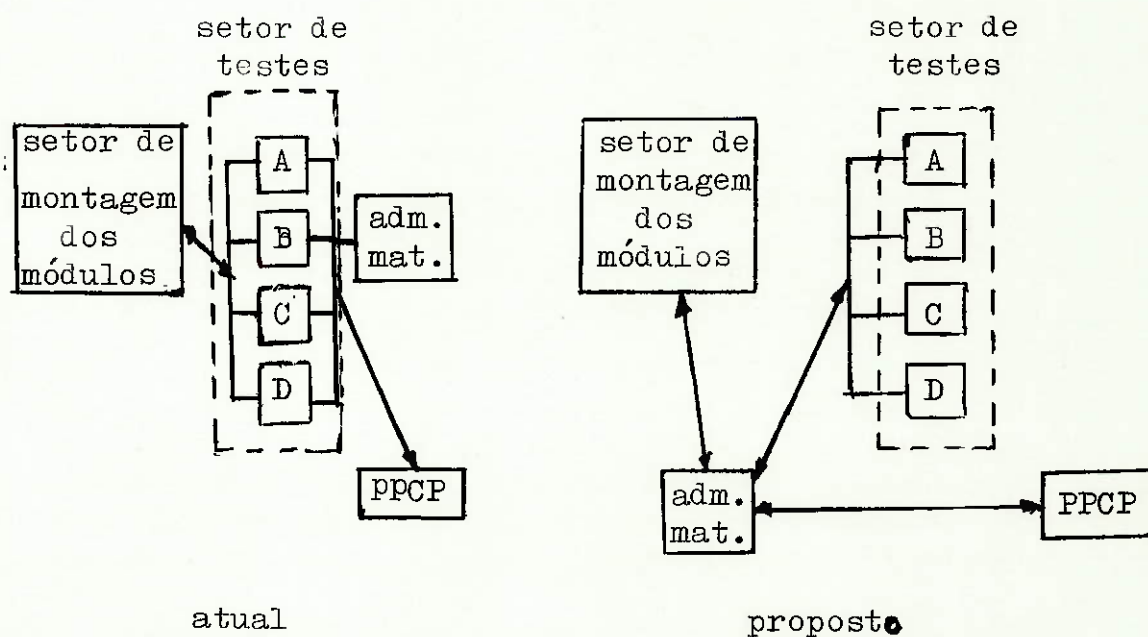 setor de
testes
setor de
montagem
dos
módulos
A
B
C
D
adm.
mat.
ppCP
atual
setor de
testes
setor de
montagem
dos
módulos
A
B
C
D
adm.
mat.
PPCP
proposto